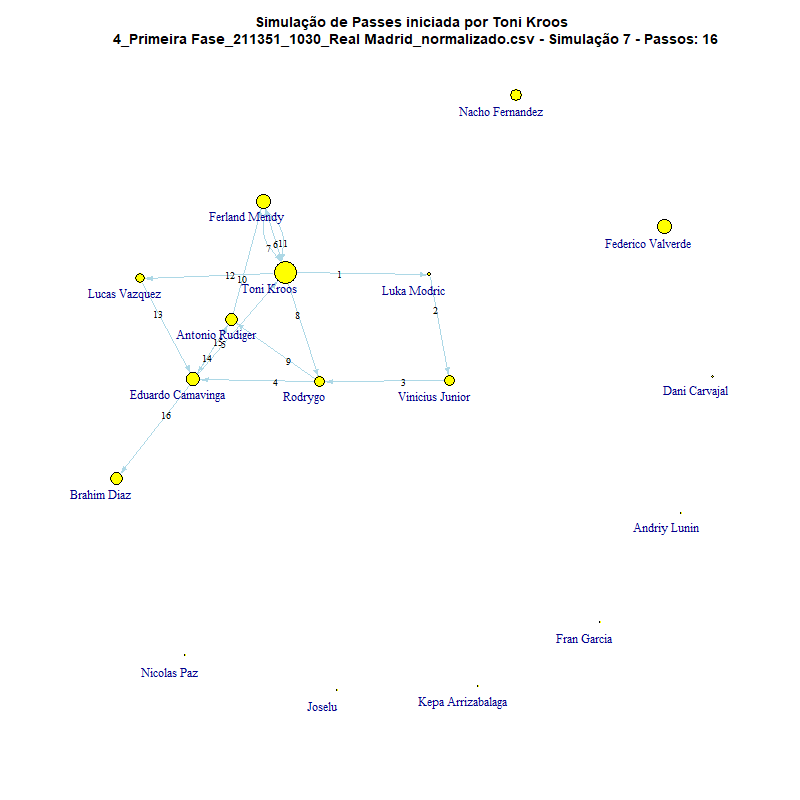 Simulação de Passes iniciada por Toni Kroos
4_Primeira Fase_211351_1030_Real Madrid_normalizado.csv - Simulação 7 - Passos: 16
Nacho Fernandez
Ferland Mendy
Federico Valverde
7
6
11
12
10
1
Lucas Vazquez
Toni Kroos
Luka Modric
13
8
2
Antonio Rudiger
15
5
14
9
4
3
Eduardo Camavinga
Rodrygo
Vinicius Junior
Dani Carvajal
16
Brahim Diaz
Andriy Lunin
Fran Garcia
Nicolas Paz
Joselu
Kepa Arrizabalaga